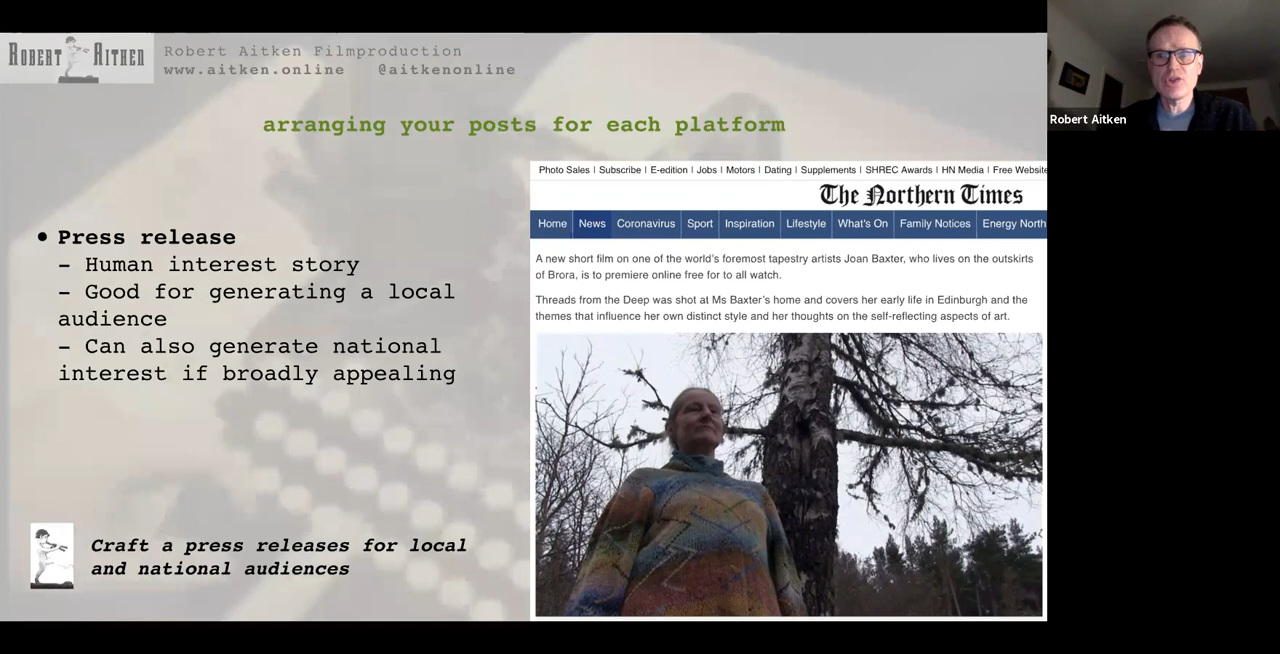 ROBERT AITKEN
Robert Aitken Filmproduction
www.aitken.online @aitkenonline
arranging your posts for each platform
• Press release
– Human interest story
– Good for generating a local
audience
– Can also generate national
interest if broadly appealing
Craft a press releases for local
and national audiences
Photo Sales | Subscribe | E-edition | Jobs | Motors | Dating | Supplements | SHREC Awards | HN Media | Free Website
The Northern Times
Home News Coronavirus Sport Inspiration Lifestyle What's On Family Notices Energy North
A new short film on one of the world's foremost tapestry artists Joan Baxter, who lives on the outskirts
of Brora, is to premiere online free for to all watch.
Threads from the Deep was shot at Ms Baxter's home and covers her early life in Edinburgh and the
themes that influence her own distinct style and her thoughts on the self-reflecting aspects of art.
Robert Aitken